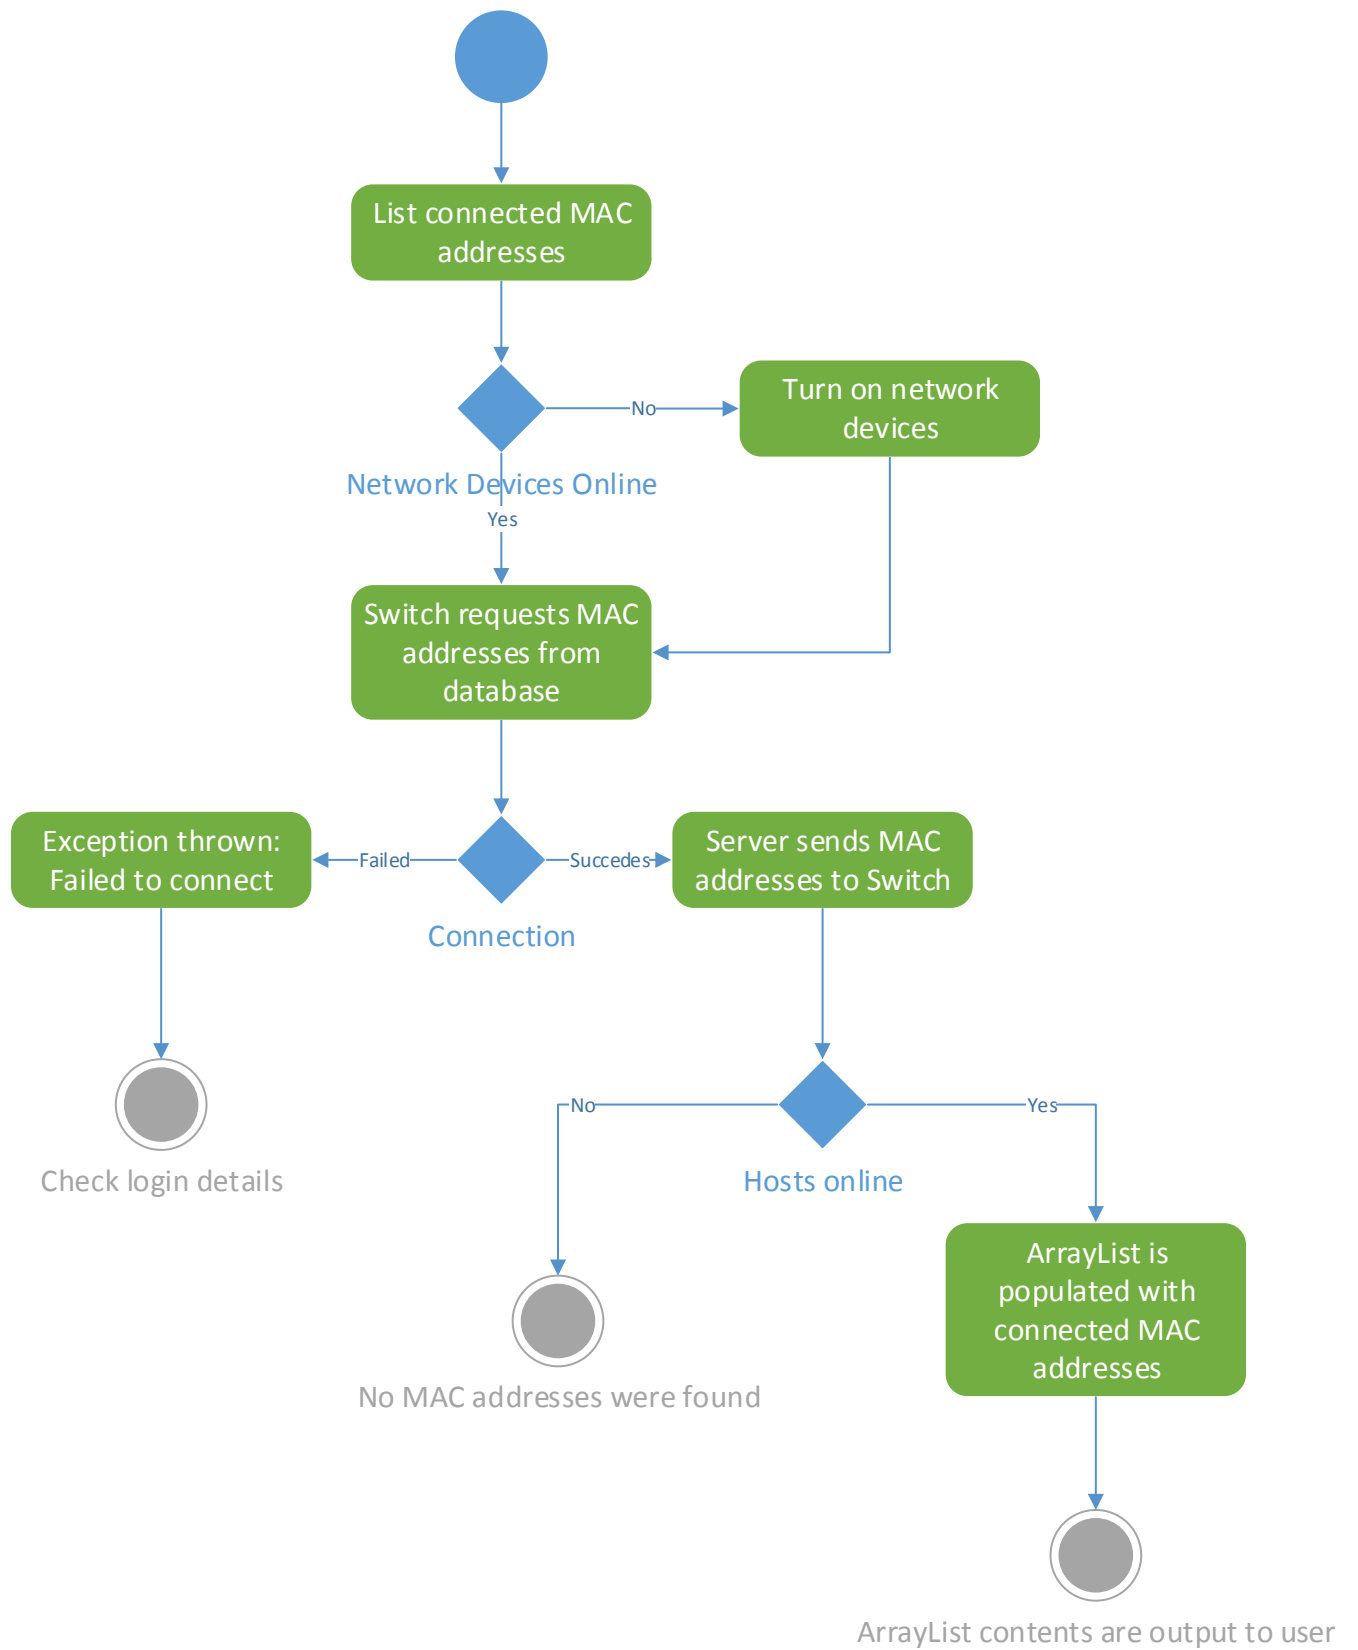 List connected MAC
addresses
No
Turn on network
devices
Network Devices Online
Yes
Switch requests MAC
addresses from
database
Exception thrown:
Failed to connect
Failed
Succedes
Server sends MAC
addresses to Switch
Connection
No
Yes
Check login details
Hosts online
ArrayList is
populated with
connected MAC
addresses
No MAC addresses were found
ArrayList contents are output to user